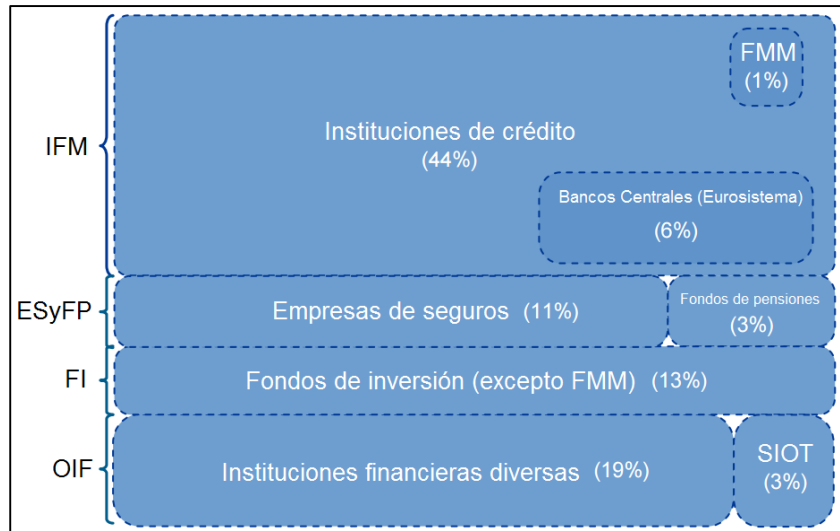 FMM
(1%)
Instituciones de crédito
(44%)
IFM
Bancos Centrales (Eurosistema)
(6%)
ESyFP
Empresas de seguros (11%)
Fondos de pensiones
(3%)
FI
Fondos de inversión (excepto FMM) (13%)
OIF
Instituciones financieras diversas (19%)
SIOT
(3%)